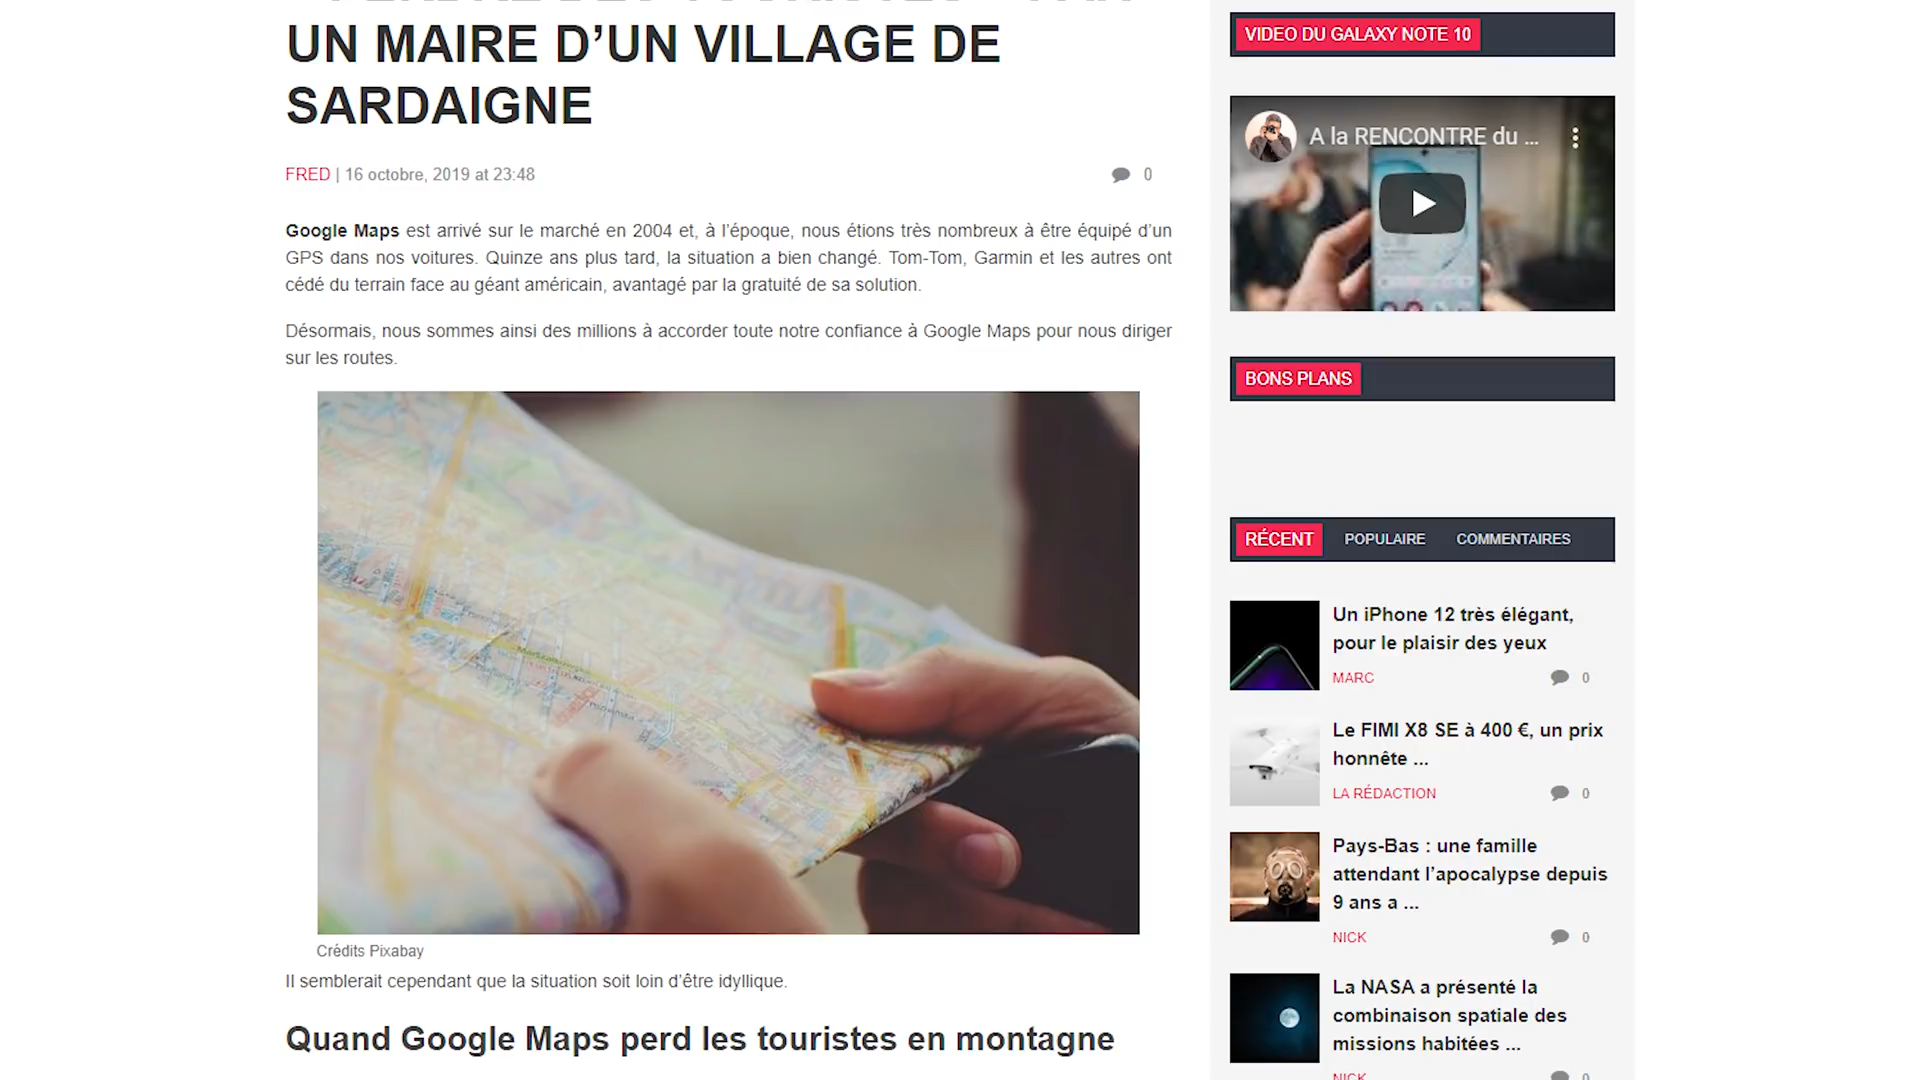 UN MAIRE D’UN VILLAGE DE
SARDAIGNE
FRED | 16 octobre, 2019 at 23:48
0
Google Maps est arrivé sur le marché en 2004 et, à l’époque, nous étions très nombreux à être équipé d’un
GPS dans nos voitures. Quinze ans plus tard, la situation a bien changé. Tom-Tom, Garmin et les autres ont
cédé du terrain face au géant américain, avantagé par la gratuité de sa solution.
Désormais, nous sommes ainsi des millions à accorder toute notre confiance à Google Maps pour nous diriger
sur les routes.
Crédits Pixabay
Il semblerait cependant que la situation soit loin d’être idyllique.
Quand Google Maps perd les touristes en montagne
VIDEO DU GALAXY NOTE 10
A la RENCONTRE du ...
BONS PLANS
RÉCENT POPULAIRE COMMENTAIRES
Un iPhone 12 très élégant,
pour le plaisir des yeux
MARC 0
Le FIMI X8 SE à 400 €, un prix
honnête ...
LA RÉDACTION 0
Pays-Bas : une famille
attendant l’apocalypse depuis
9 ans a ...
NICK 0
La NASA a présenté la
combinaison spatiale des
missions habitées ...
NICK 0